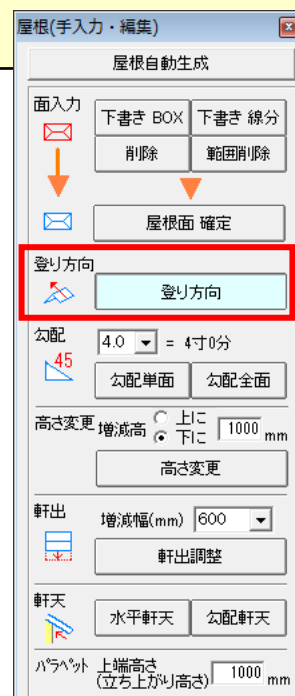 屋根(手入力・編集)
屋根自動生成
面入力
下書き BOX 下書き 線分
削除 範囲削除
屋根面 確定
登り方向
登り方向
勾配
45
4.0 = 4寸0分
勾配単面 勾配全面
高さ変更 増減高 上に 下に 1000 mm
高さ変更
軒出
増減幅(mm) 600
軒出調整
軒天
水平軒天 勾配軒天
パラペット 上端高さ
(立ち上がり高さ) 1000 mm